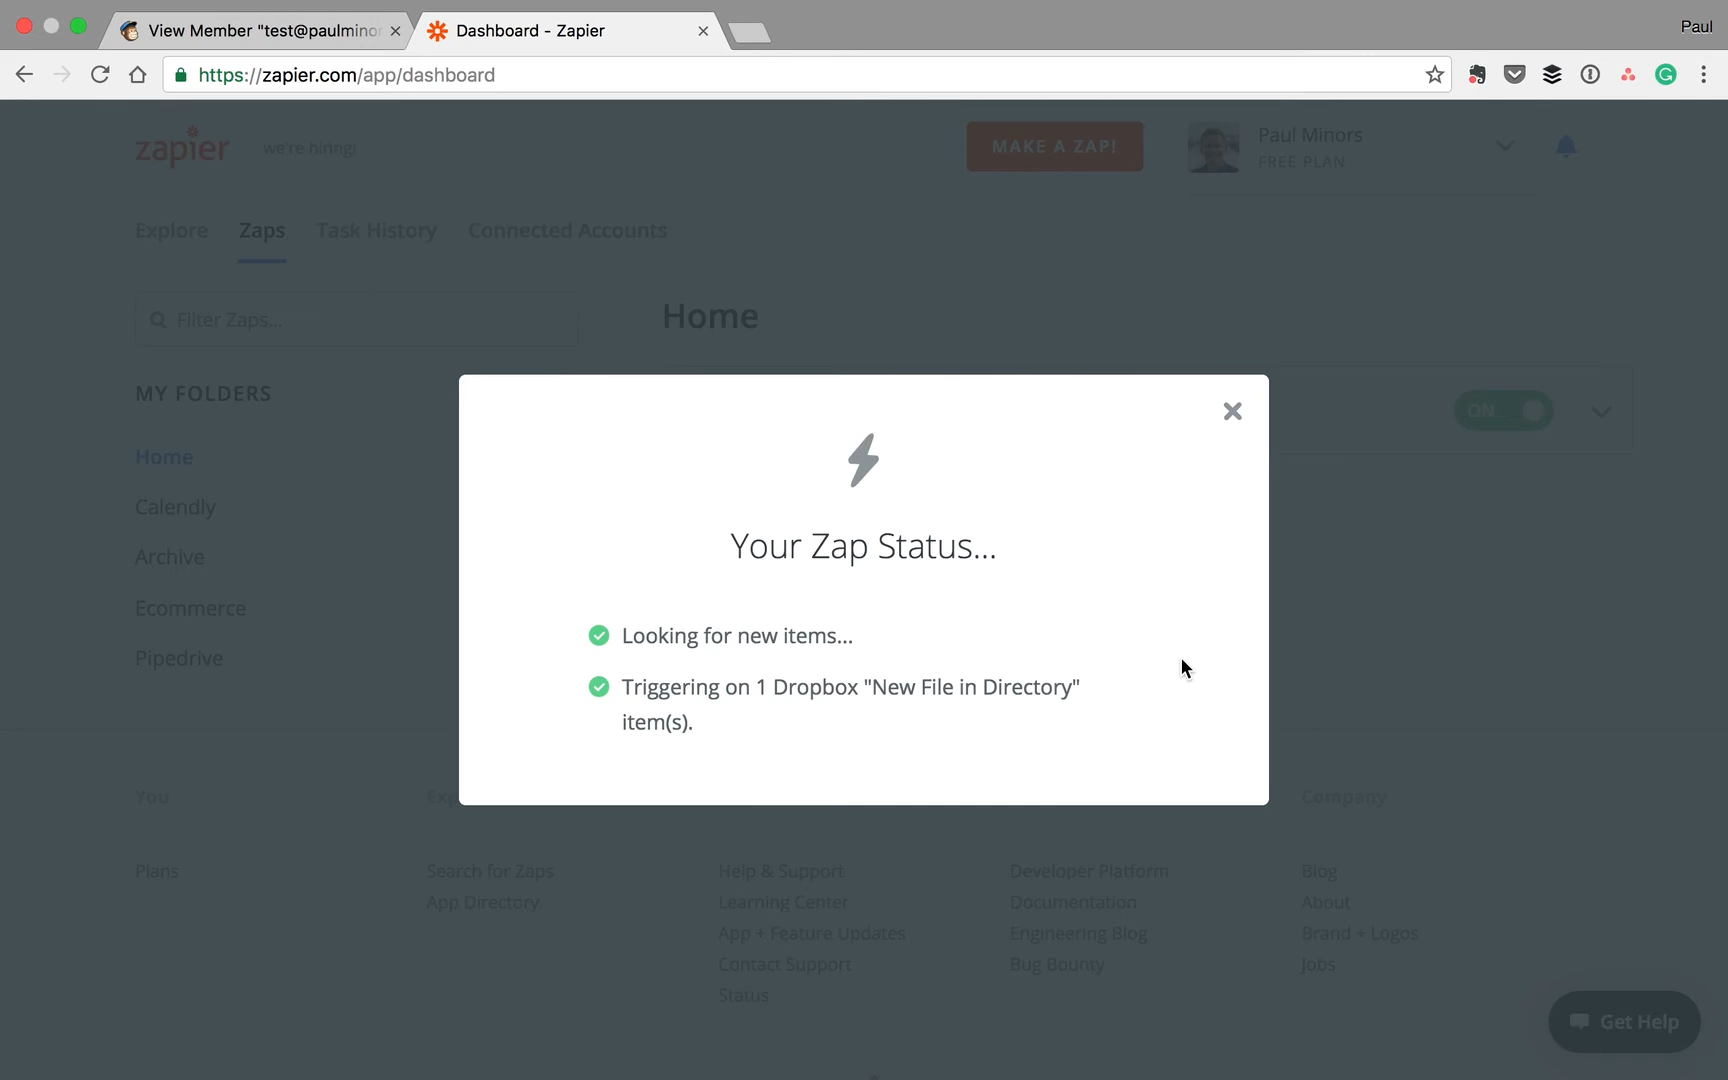 View Member "test@paulminor
Dashboard - Zapier
Paul
https://zapier.com/app/dashboard
zapier
we're hiring!
MAKE A ZAP!
Paul Minors
FREE PLAN
Explore
Zaps
Task History
Connected Accounts
Filter Zaps...
Home
MY FOLDERS
ON
Home
Calendly
Archive
Ecommerce
Pipedrive
Your Zap Status...
Looking for new items...
Triggering on 1 Dropbox "New File in Directory"
item(s).
You
Exp
Company
Plans
Search for Zaps
Help & Support
Developer Platform
Blog
App Directory
Learning Center
Documentation
About
App + Feature Updates
Engineering Blog
Brand + Logos
Contact Support
Bug Bounty
Jobs
Status
Get Help